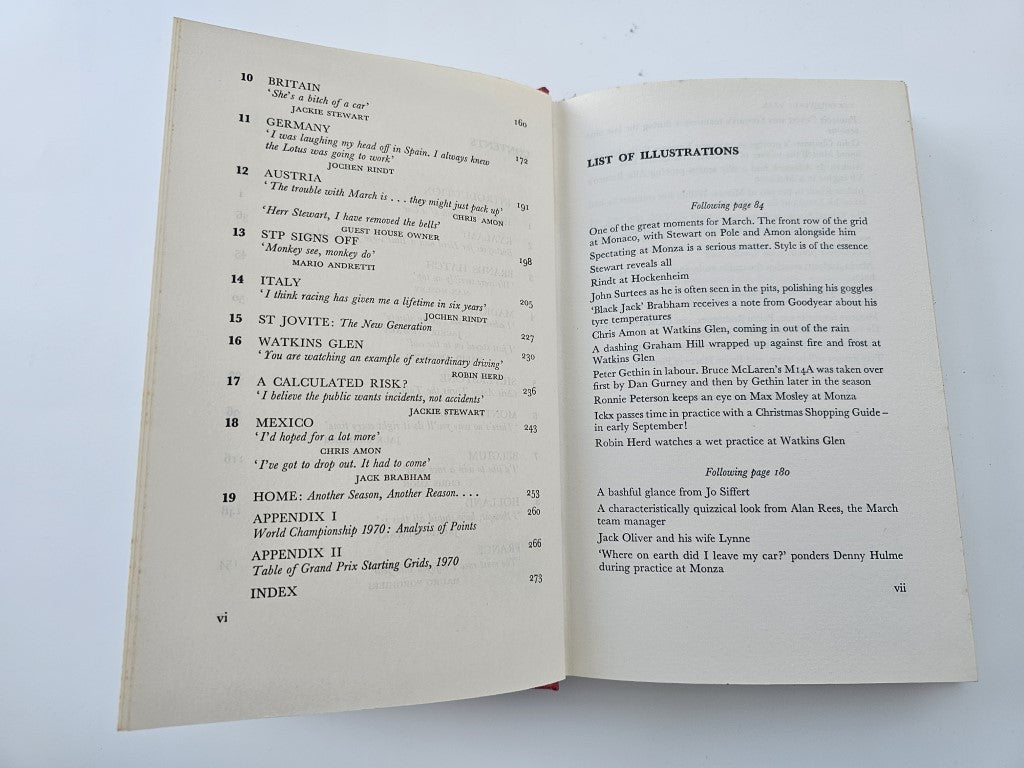 10 BRITAIN
'She's a bitch of a car' 160
JACKIE STEWART
11 GERMANY
'I was laughing my head off in Spain. I always knew
the Lotus was going to work' 172
JOCHEN RINDT
12 AUSTRIA
'The trouble with March is . . . they might just pack up' 191
CHRIS AMON
'Herr Stewart, I have removed the bells'
GUEST HOUSE OWNER
13 STP SIGNS OFF
'Monkey see, monkey do' 198
MARIO ANDRETTI
14 ITALY
'I think racing has given me a lifetime in six years' 205
JOCHEN RINDT
15 ST JOVITE: The New Generation 227
16 WATKINS GLEN
'You are watching an example of extraordinary driving' 230
ROBIN HERD
17 A CALCULATED RISK?
'I believe the public wants incidents, not accidents' 236
JACKIE STEWART
18 MEXICO
'I'd hoped for a lot more' 243
CHRIS AMON
'I've got to drop out. It had to come'
JACK BRABHAM
19 HOME: Another Season, Another Reason. . . . 253
APPENDIX I
World Championship 1970: Analysis of Points 260
APPENDIX II
Table of Grand Prix Starting Grids, 1970 266
INDEX 273
vi
LIST OF ILLUSTRATIONS
Following page 84
One of the great moments for March. The front row of the grid
at Monaco, with Stewart on Pole and Amon alongside him
Spectating at Monza is a serious matter. Style is of the essence
Stewart reveals all
Rindt at Hockenheim
John Surtees as he is often seen in the pits, polishing his goggles
'Black Jack' Brabham receives a note from Goodyear about his
tyre temperatures
Chris Amon at Watkins Glen, coming in out of the rain
A dashing Graham Hill wrapped up against fire and frost at
Watkins Glen
Peter Gethin in labour. Bruce McLaren's M14A was taken over
first by Dan Gurney and then by Gethin later in the season
Ronnie Peterson keeps an eye on Max Mosley at Monza
Ickx passes time in practice with a Christmas Shopping Guide–
in early September!
Robin Herd watches a wet practice at Watkins Glen
Following page 180
A bashful glance from Jo Siffert
A characteristically quizzical look from Alan Rees, the March
team manager
Jack Oliver and his wife Lynne
'Where on earth did I leave my car?' ponders Denny Hulme
during practice at Monza
vii